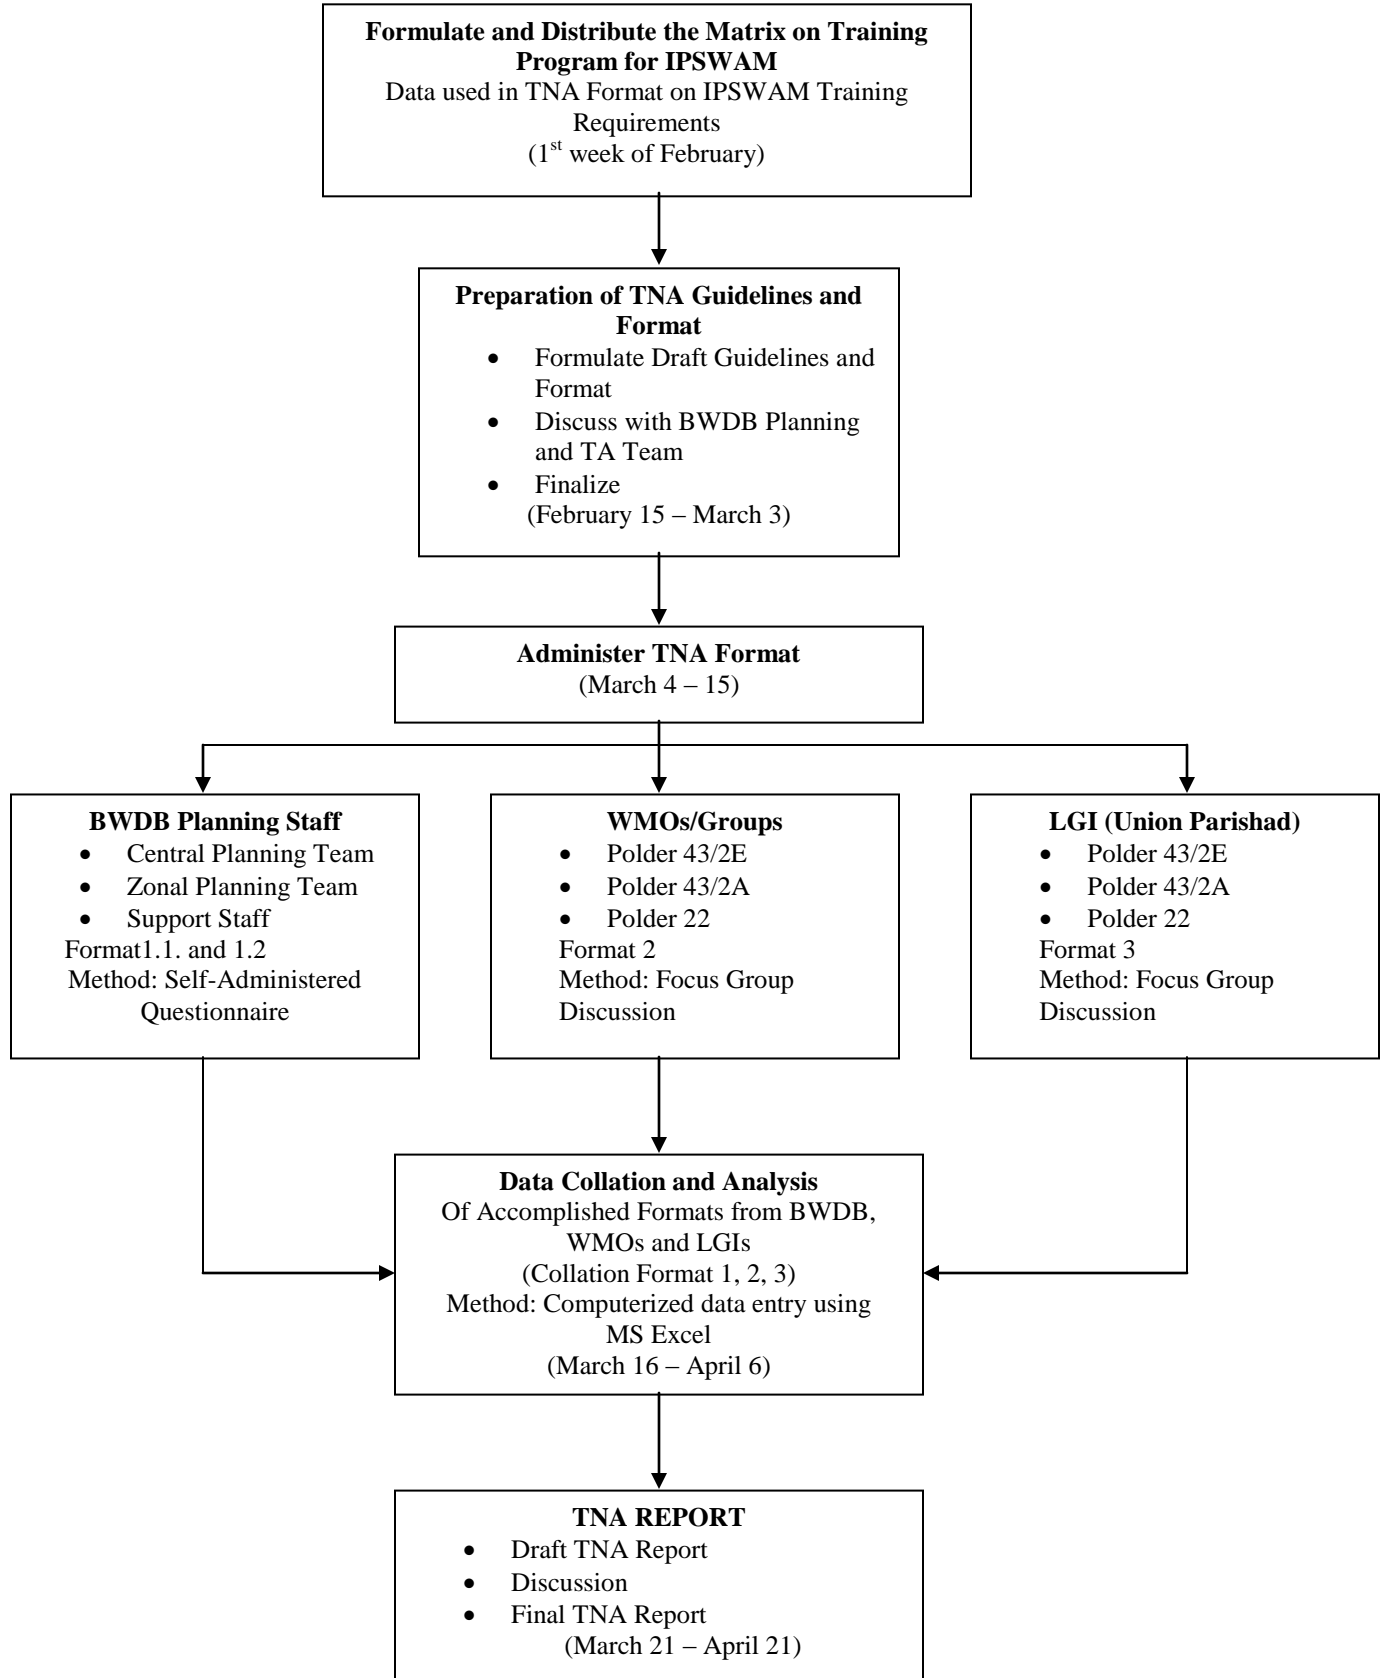 Formulate and Distribute the Matrix on Training
Program for IPSWAM
Data used in TNA Format on IPSWAM Training
Requirements
(1st week of February)
Preparation of TNA Guidelines and
Format
• Formulate Draft Guidelines and
Format
• Discuss with BWDB Planning
and TA Team
• Finalize
(February 15 – March 3)
Administer TNA Format
(March 4 – 15)
BWDB Planning Staff
• Central Planning Team
• Zonal Planning Team
• Support Staff
Format1.1. and 1.2
Method: Self-Administered
Questionnaire
WMOs/Groups
• Polder 43/2E
• Polder 43/2A
• Polder 22
Format 2
Method: Focus Group
Discussion
LGI (Union Parishad)
• Polder 43/2E
• Polder 43/2A
• Polder 22
Format 3
Method: Focus Group
Discussion
Data Collation and Analysis
Of Accomplished Formats from BWDB,
WMOs and LGIs
(Collation Format 1, 2, 3)
Method: Computerized data entry using
MS Excel
(March 16 – April 6)
TNA REPORT
• Draft TNA Report
• Discussion
• Final TNA Report
(March 21 – April 21)